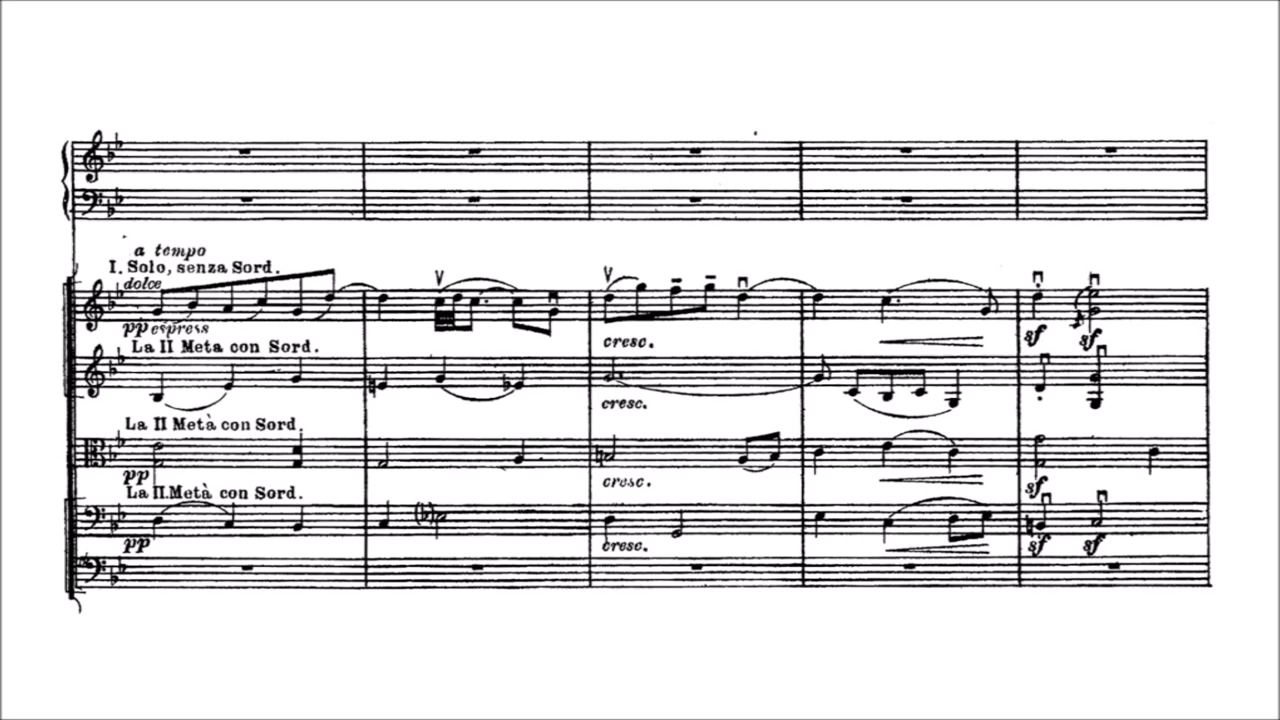 a tempo
I. Solo, senza Sord.
dolce
pp espress
La II Meta con Sord.
cresc.
sf sf
cresc.
La II Metà con Sord.
pp
cresc.
sf
La II. Metà con Sord.
pp
cresc.
sf sf